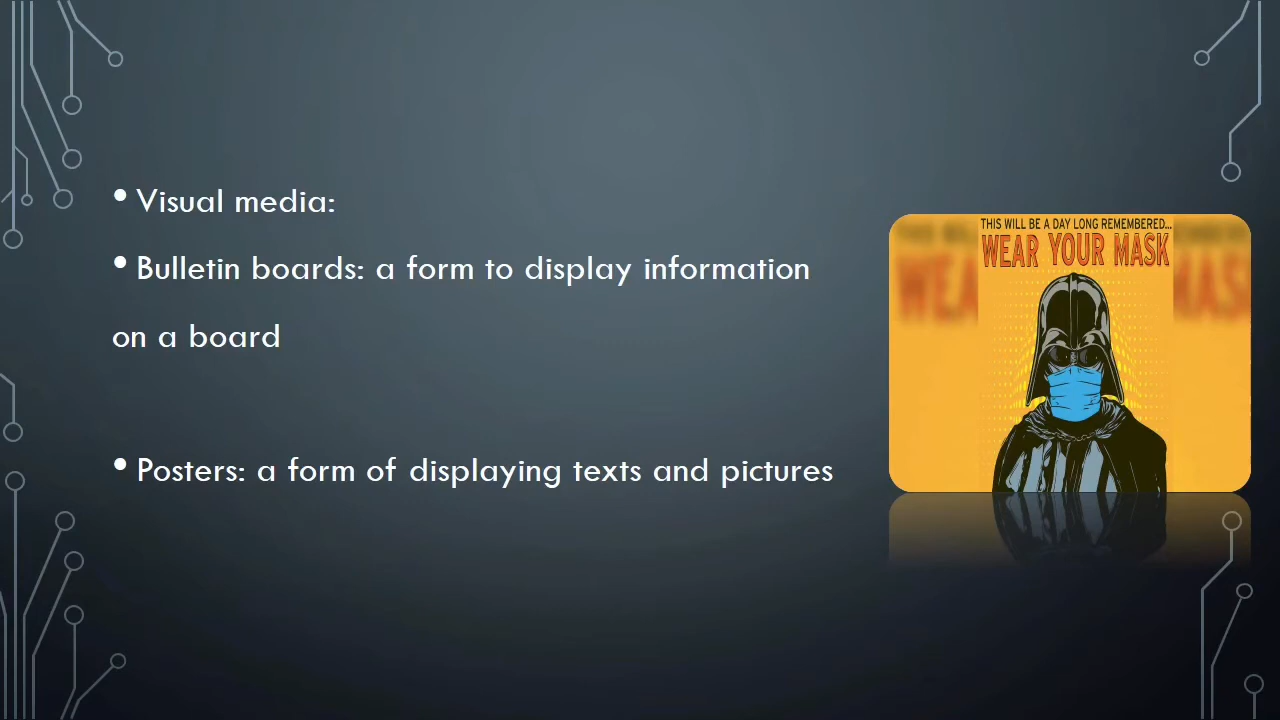 • Visual media:
• Bulletin boards: a form to display information
on a board
• Posters: a form of displaying texts and pictures
THIS WILL BE A DAY LONG REMEMBERED...
WEAR YOUR MASK